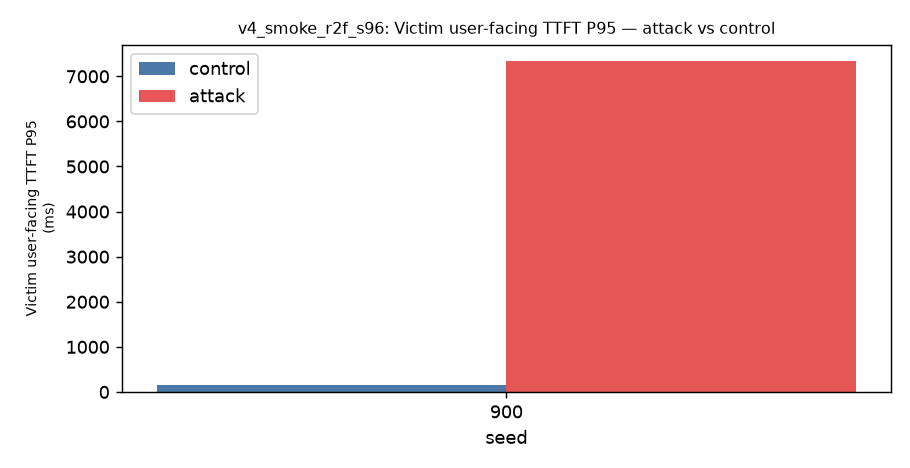 v4_smoke_r2f_s96: Victim user-facing TTFT P95 — attack vs control
control
attack
Victim user-facing TTFT P95
(ms)
7000
6000
5000
4000
3000
2000
1000
0
900
seed